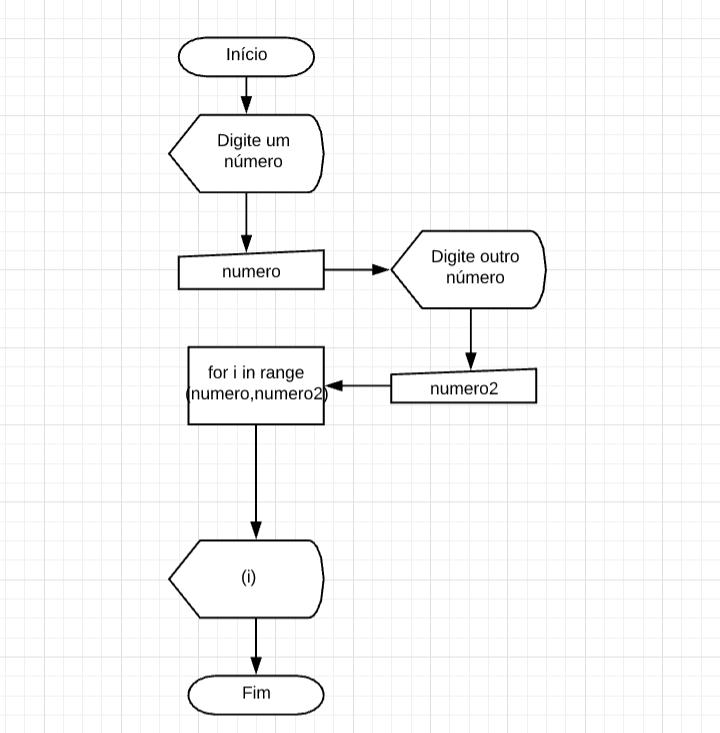 Início
Digite um
número
numero
Digite outro
número
numero2
for i in range
(numero,numero2)
(i)
Fim